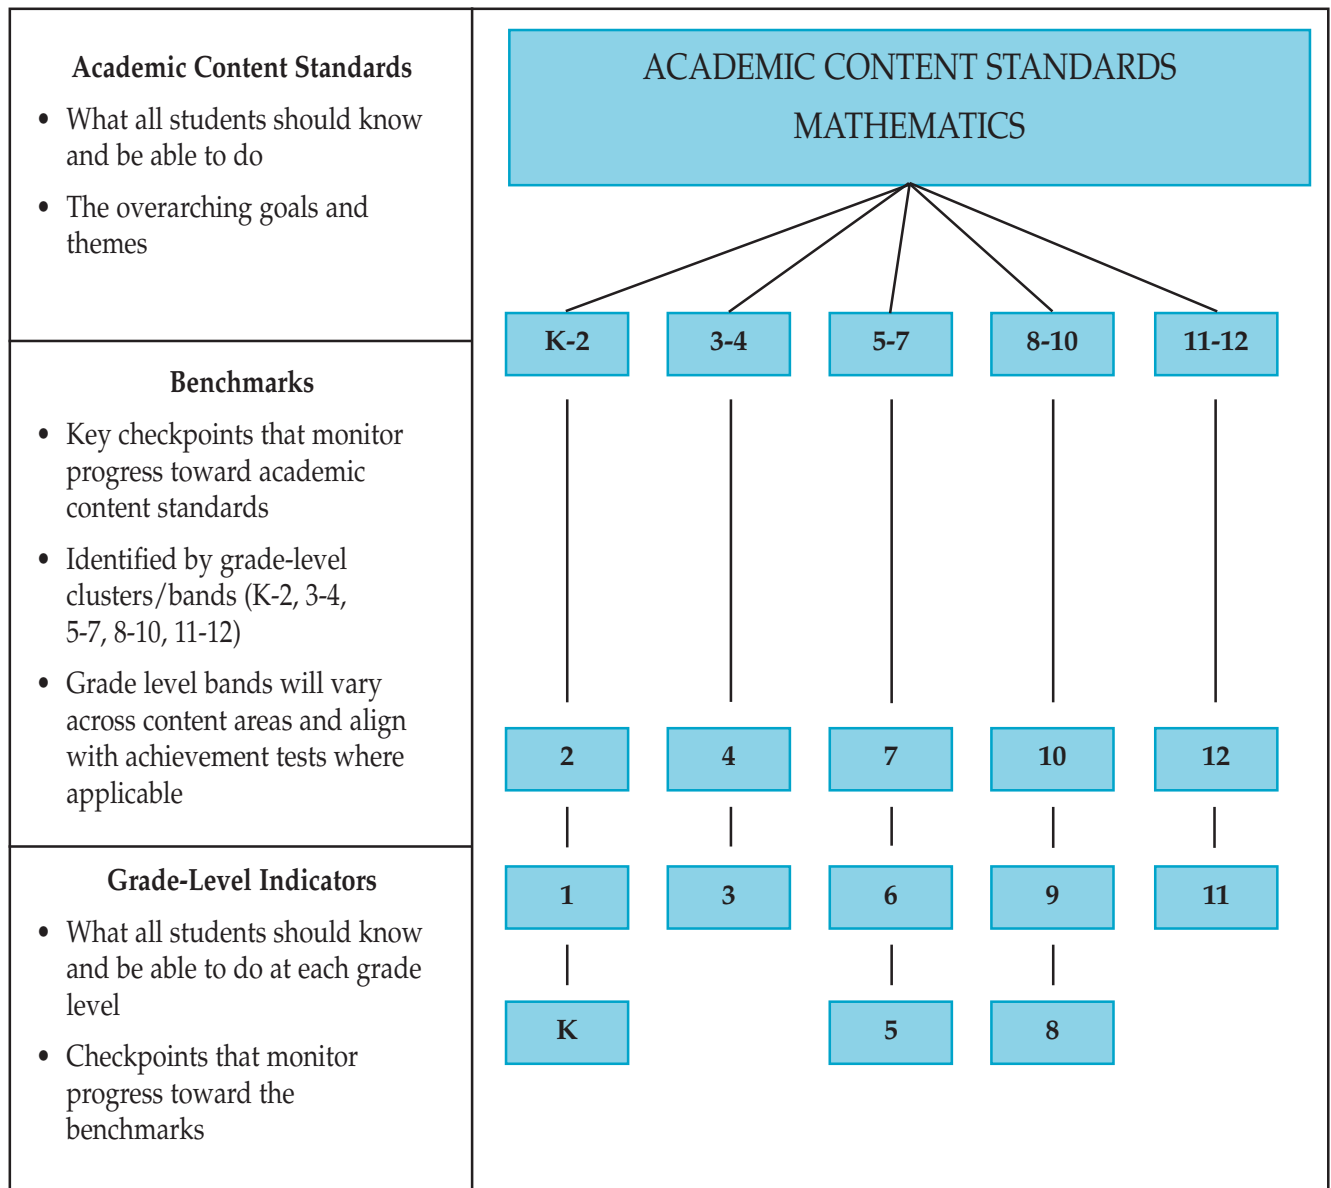 Academic Content Standards
• What all students should know
and be able to do
• The overarching goals and
themes
Benchmarks
• Key checkpoints that monitor
progress toward academic
content standards
• Identified by grade-level
clusters/bands (K-2, 3-4,
5-7, 8-10, 11-12)
• Grade level bands will vary
across content areas and align
with achievement tests where
applicable
Grade-Level Indicators
• What all students should know
and be able to do at each grade
level
• Checkpoints that monitor
progress toward the
benchmarks
ACADEMIC CONTENT STANDARDS
MATHEMATICS
K-2 3-4 5-7 8-10 11-12
2 4 7 10 12
1 3 6 9 11
K 5 8